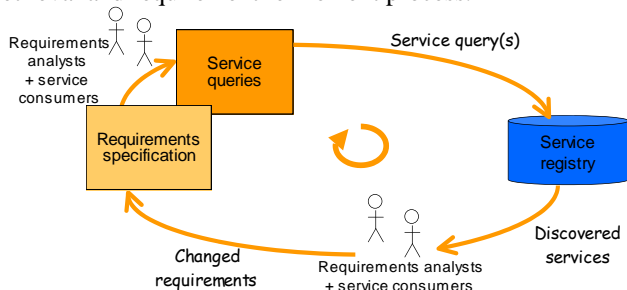 Requirements
analysts
+ service
consumers
Service
queries
Service query(s)
Requirements
specification
Service
registry
Changed
requirements
Requirements analysts
+ service consumers
Discovered
services